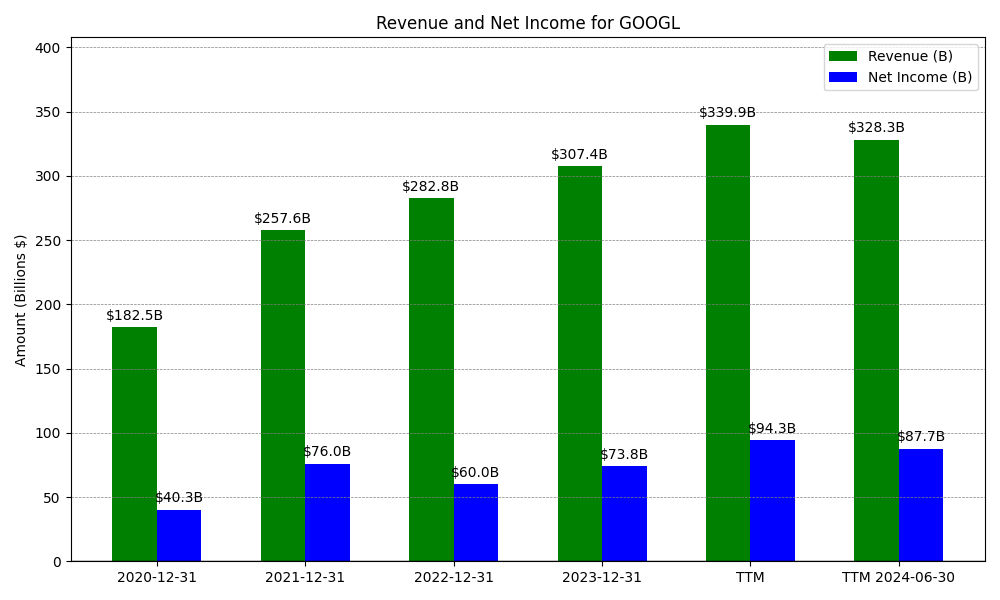 Revenue and Net Income for GOOGL
Revenue (B)
Net Income (B)
Amount (Billions $)
400
350
300
250
200
150
100
50
0
$182.5B
$40.3B
$257.6B
$76.0B
$282.8B
$60.0B
$307.4B
$73.8B
$339.9B
$94.3B
$328.3B
$87.7B
2020-12-31
2021-12-31
2022-12-31
2023-12-31
TTM
TTM 2024-06-30